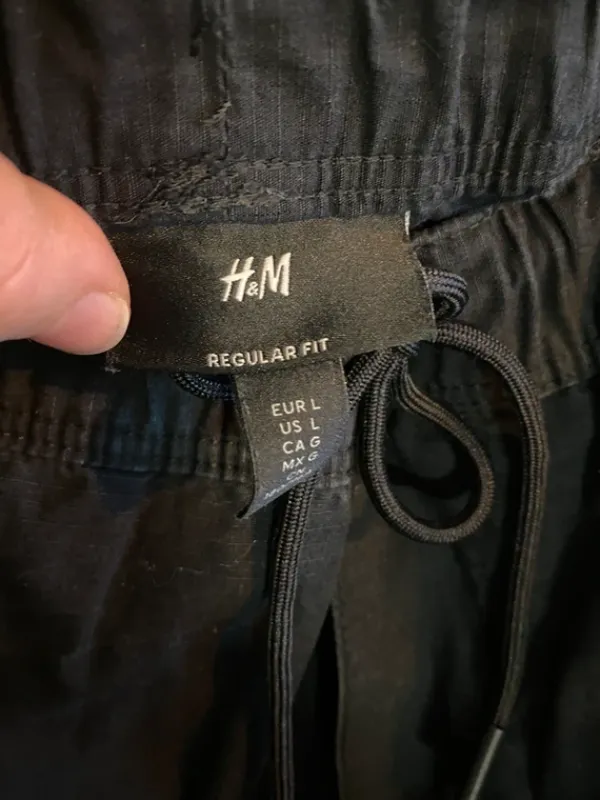 H&M
REGULAR FIT
EUR L
US L
CA G
MX G